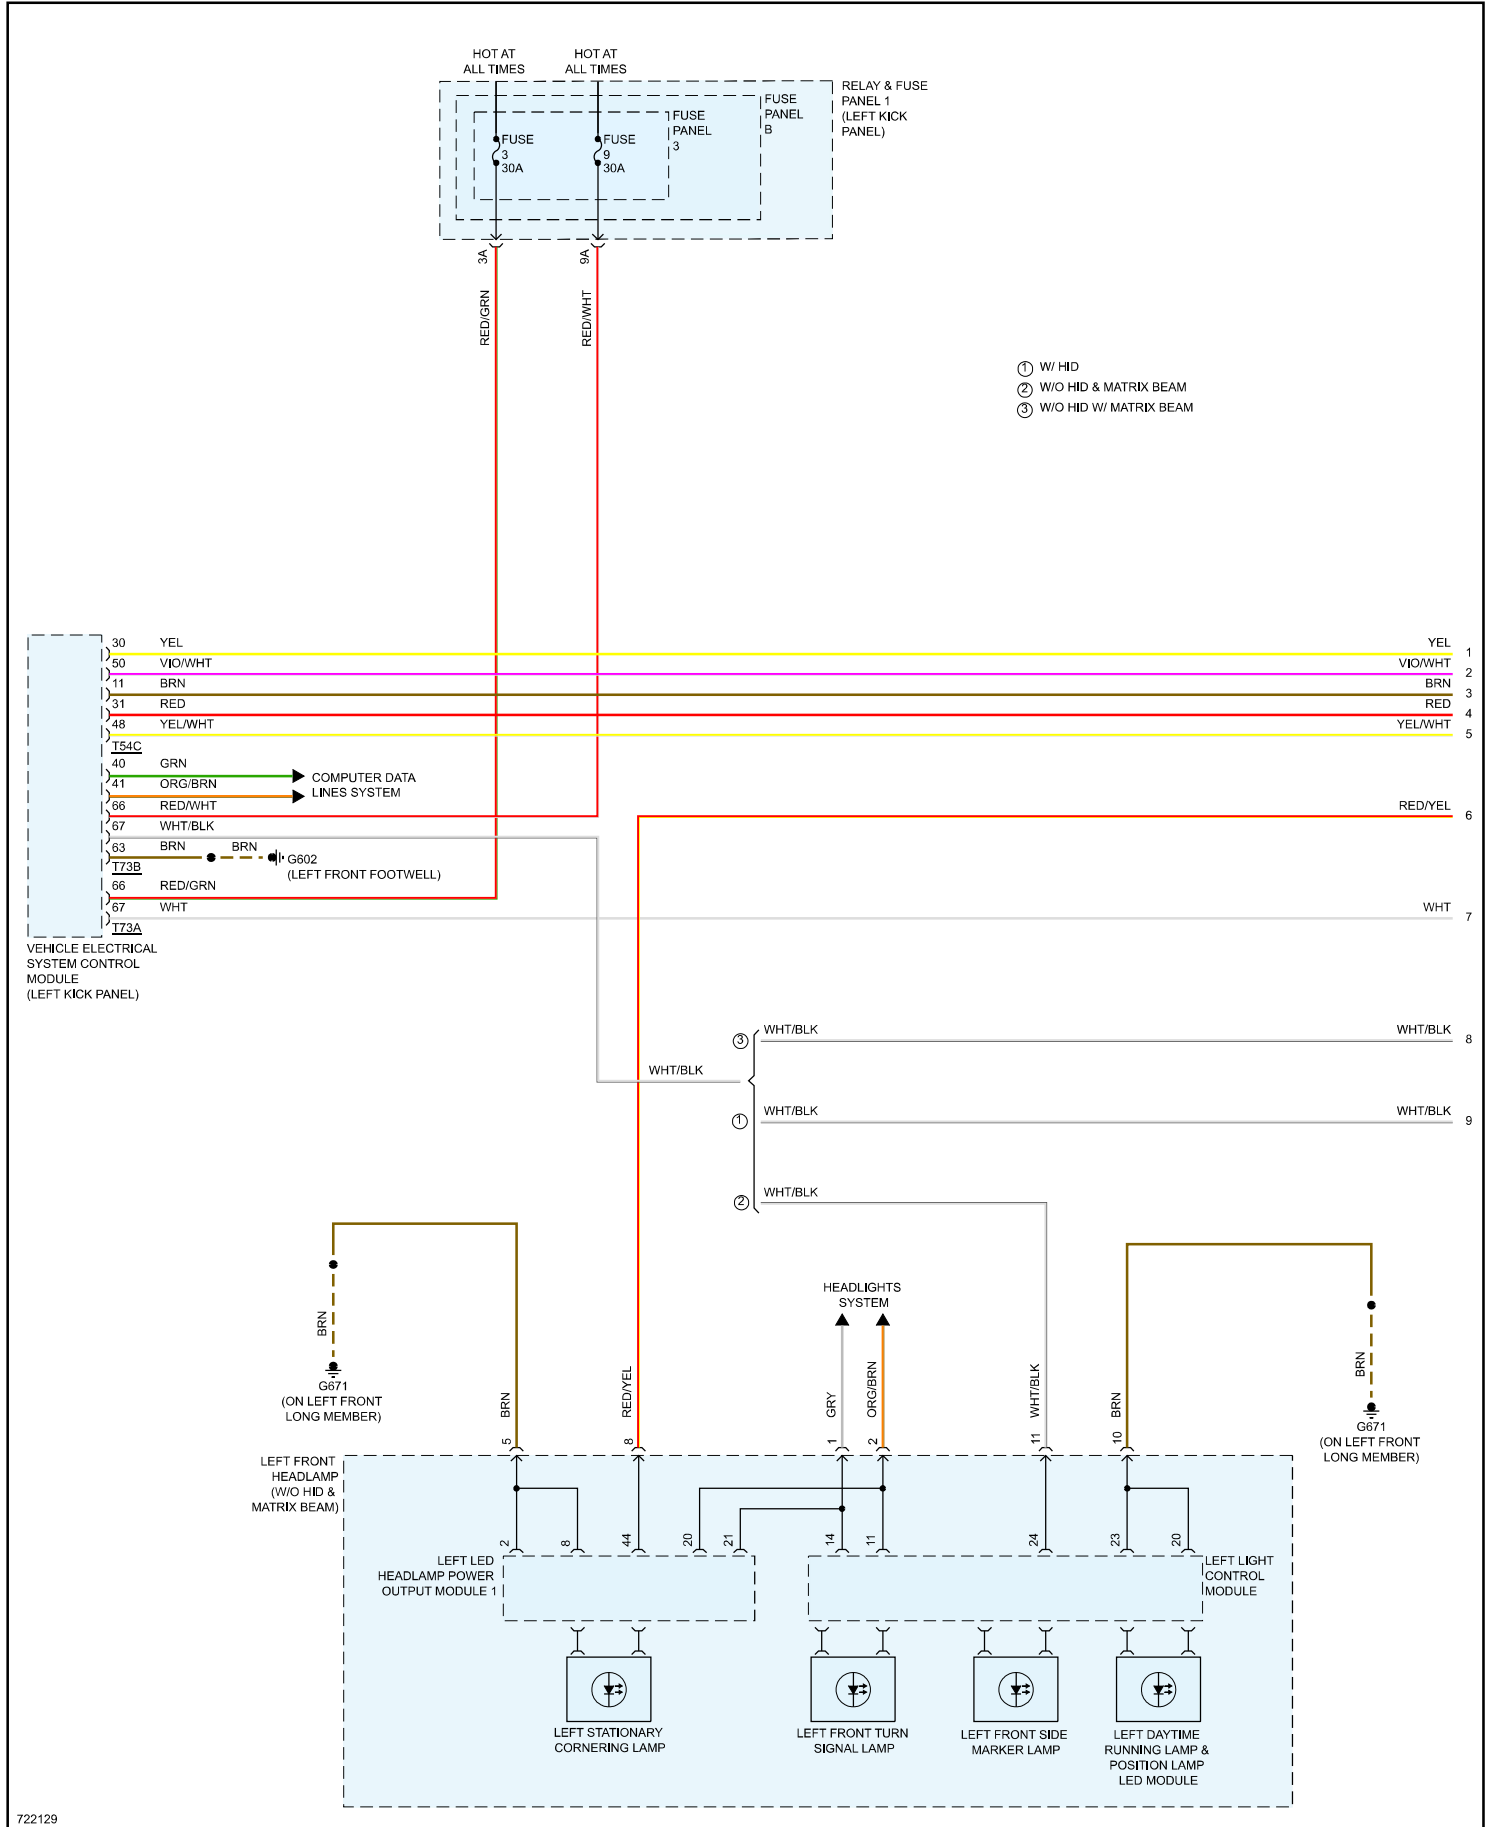 HOT AT
ALL TIMES
HOT AT
ALL TIMES
RELAY & FUSE
PANEL 1
(LEFT KICK
PANEL)
FUSE
PANEL
B
FUSE
PANEL
3
FUSE
3
30A
FUSE
9
30A
3A
9A
RED/GRN
RED/WHT
1 W/ HID
2 W/O HID & MATRIX BEAM
3 W/O HID W/ MATRIX BEAM
30 YEL YEL 1
50 VIO/WHT VIO/WHT 2
11 BRN BRN 3
31 RED RED 4
48 YEL/WHT YEL/WHT 5
T54C
40 GRN
COMPUTER DATA
LINES SYSTEM
41 ORG/BRN
66 RED/WHT RED/YEL 6
67 WHT/BLK
63 BRN BRN
G602
(LEFT FRONT FOOTWELL)
T73B
66 RED/GRN
67 WHT WHT 7
T73A
VEHICLE ELECTRICAL
SYSTEM CONTROL
MODULE
(LEFT KICK PANEL)
3 WHT/BLK WHT/BLK 8
WHT/BLK
1 WHT/BLK WHT/BLK 9
2 WHT/BLK
HEADLIGHTS
SYSTEM
BRN
G671
(ON LEFT FRONT
LONG MEMBER)
BRN
RED/YEL
GRY
ORG/BRN
WHT/BLK
BRN
BRN
G671
(ON LEFT FRONT
LONG MEMBER)
5 8 1 2 11 10
LEFT FRONT
HEADLAMP
(W/O HID &
MATRIX BEAM)
2 8 44 20 21 14 11 24 23 20
LEFT LED
HEADLAMP POWER
OUTPUT MODULE 1
LEFT LIGHT
CONTROL
MODULE
LEFT STATIONARY
CORNERING LAMP
LEFT FRONT TURN
SIGNAL LAMP
LEFT FRONT SIDE
MARKER LAMP
LEFT DAYTIME
RUNNING LAMP &
POSITION LAMP
LED MODULE
722129